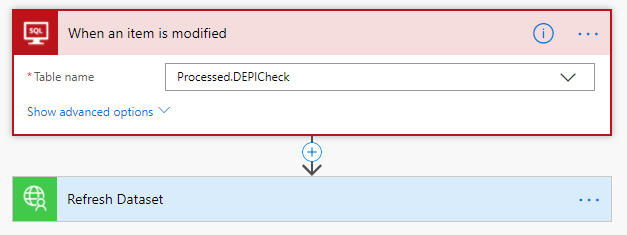 SQL
When an item is modified
* Table name
Processed.DEPICheck
Show advanced options
Refresh Dataset